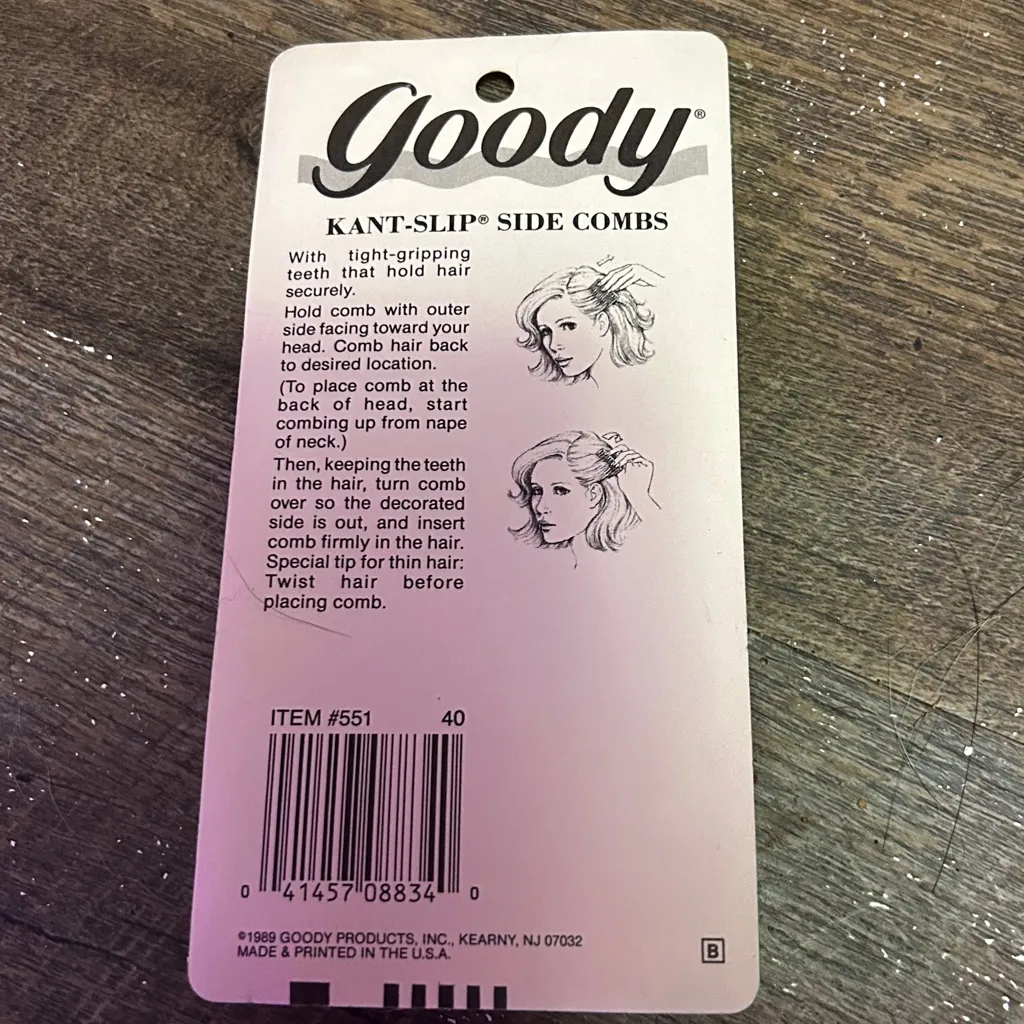 goody®
KANT-SLIP® SIDE COMBS
With tight-gripping
teeth that hold hair
securely.
Hold comb with outer
side facing toward your
head. Comb hair back
to desired location.
(To place comb at the
back of head, start
combing up from nape
of neck.)
Then, keeping the teeth
in the hair, turn comb
over so the decorated
side is out, and insert
comb firmly in the hair.
Special tip for thin hair:
Twist hair before
placing comb.
ITEM #551 40
0 41457 08834 0
©1989 GOODY PRODUCTS, INC., KEARNY, NJ 07032
MADE & PRINTED IN THE U.S.A.
B